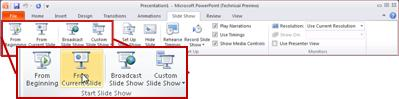 Presentation1 - Microsoft PowerPoint (Technical Preview)
File Home Insert Design Transitions Animations Slide Show Review View
From Beginning From Current Slide Broadcast Slide Show Custom Slide Show Set Up Slide Show Hide Slide Rehearse Timings Record Slide Show
Play Narrations
Use Timings
Show Media Controls
Resolution: Use Current Resolution
Show On:
Use Presenter View
Set Up
Monitors
From Beginning
From Current Slide
Broadcast Slide Show
Custom Slide Show
Start Slide Show